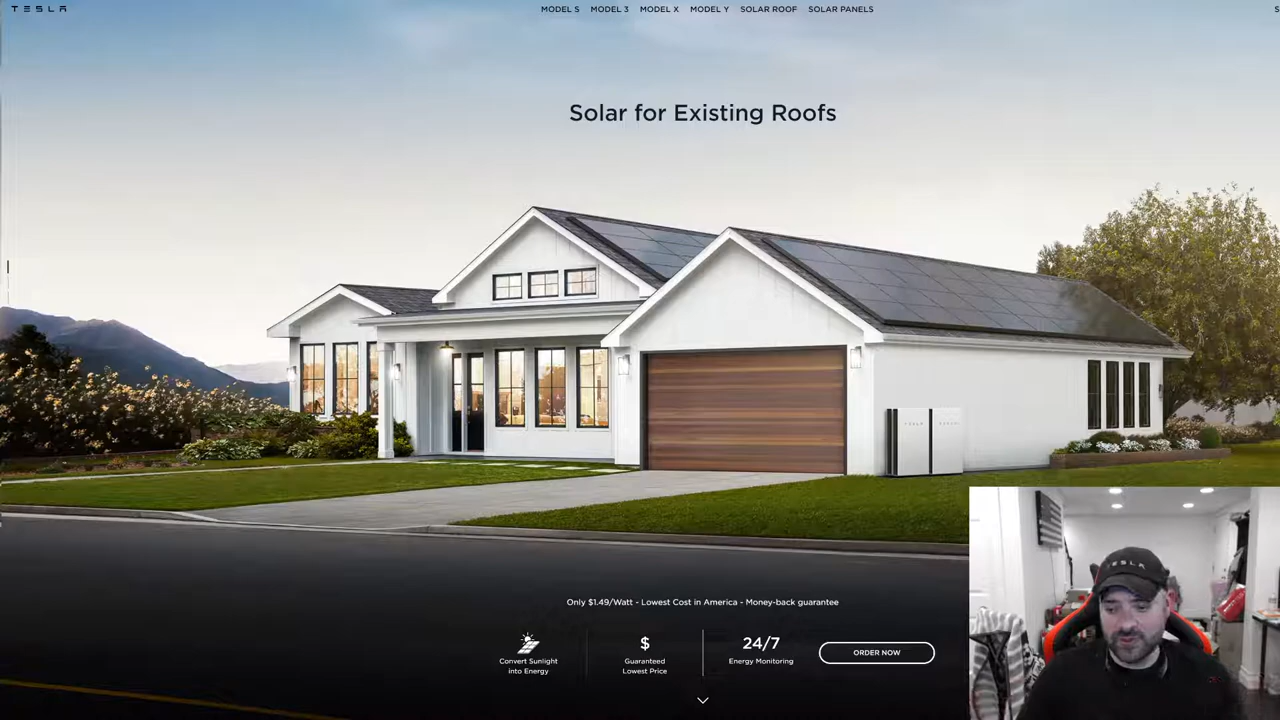 TESLA
MODEL S MODEL 3 MODEL X MODEL Y SOLAR ROOF SOLAR PANELS
S
Solar for Existing Roofs
TESLA
Only $1.49/Watt - Lowest Cost in America - Money-back guarantee
$
24/7
Convert Sunlight
into Energy
Guaranteed
Lowest Price
Energy Monitoring
ORDER NOW
TESLA